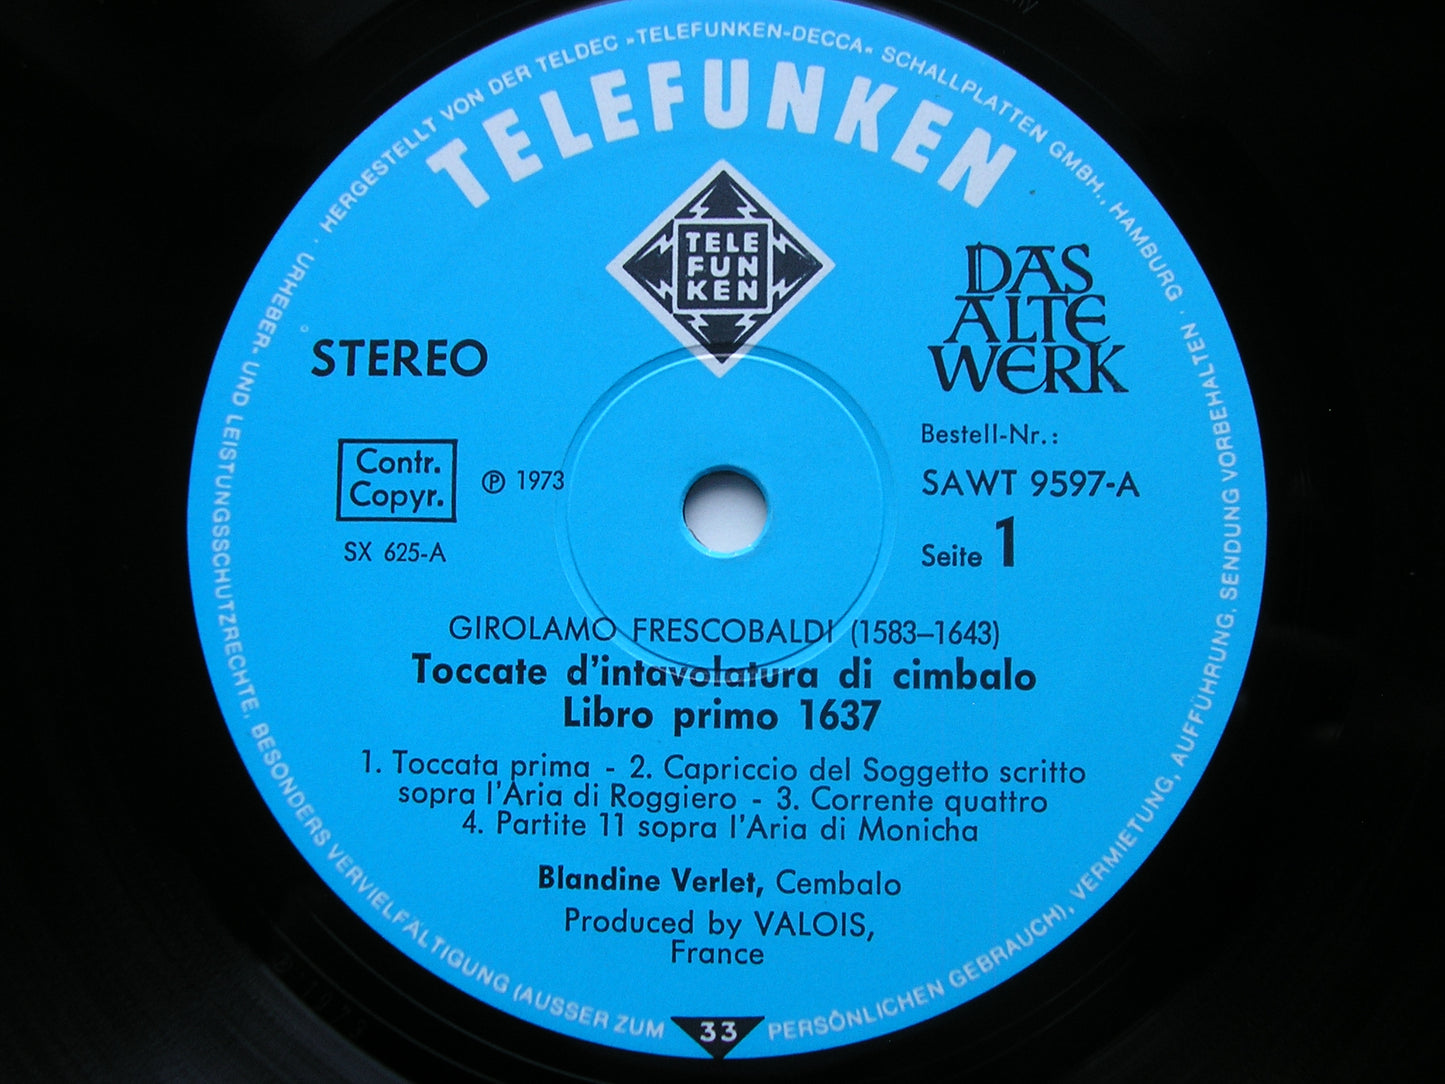 HERGESTELLT VON DER TELDEC »TELEFUNKEN-DECCA« SCHALLPLATTEN GMBH., HAMBURG · URHEBER- UND LEISTUNGSSCHUTZRECHTE, BESONDERS VERVIELFÄLTIGUNG (AUSSER ZUM PERSÖNLICHEN GEBRAUCH), VERMIETUNG, AUFFÜHRUNG, SENDUNG VORBEHALTEN ·
TELEFUNKEN
TELE
FUN
KEN
DAS
ALTE
WERK
STEREO
Contr.
Copyr.
℗ 1973
SX 625-A
Bestell-Nr.:
SAWT 9597-A
Seite 1
GIROLAMO FRESCOBALDI (1583–1643)
Toccate d'intavolatura di cimbalo
Libro primo 1637
1. Toccata prima - 2. Capriccio del Soggetto scritto
sopra l'Aria di Roggiero - 3. Corrente quattro
4. Partite 11 sopra l'Aria di Monicha
Blandine Verlet, Cembalo
Produced by VALOIS,
France
33